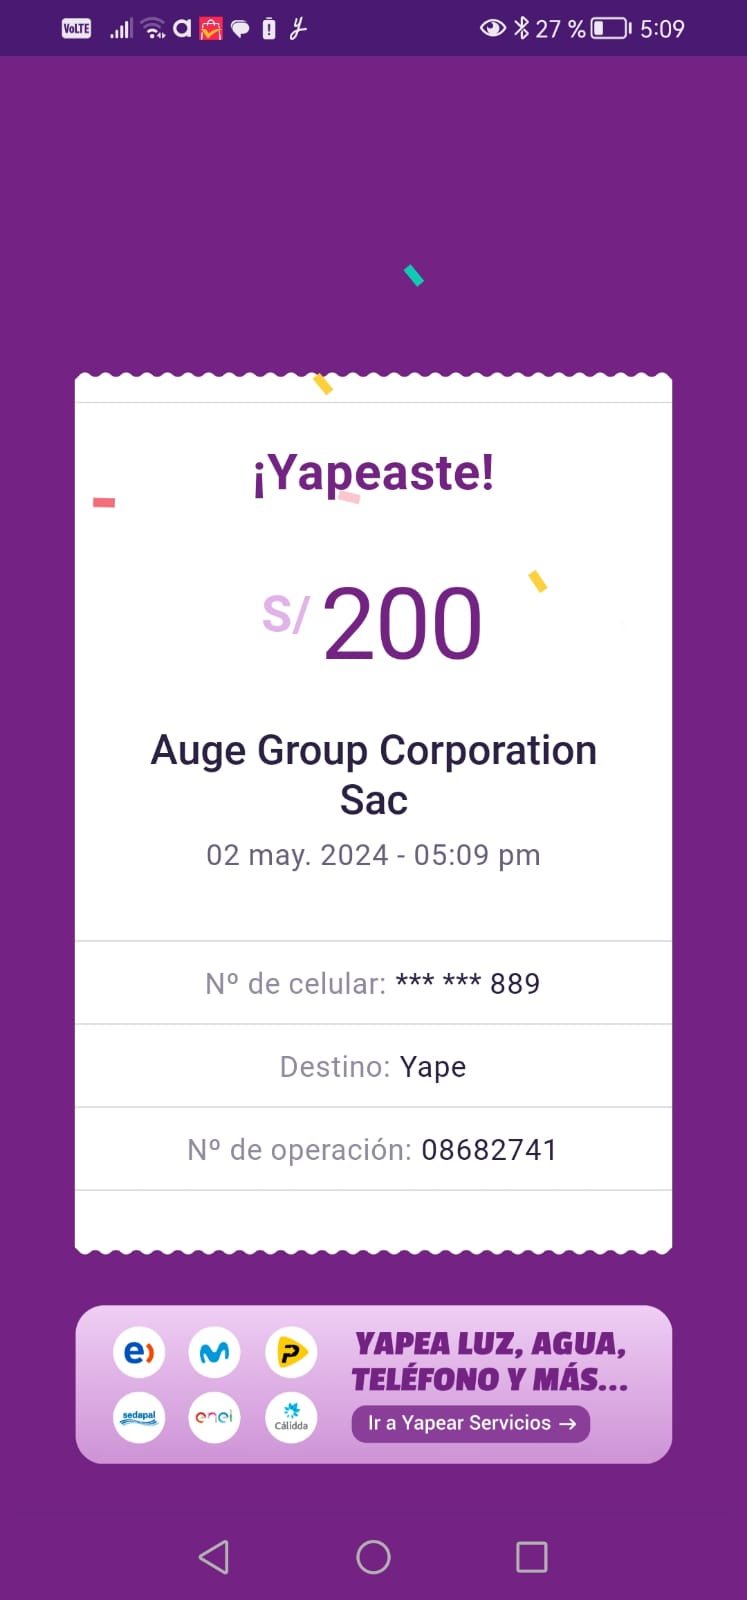 VoLTE 27 % 5:09
¡Yapeaste!
S/ 200
Auge Group Corporation
Sac
02 may. 2024 - 05:09 pm
Nº de celular: *** *** 889
Destino: Yape
Nº de operación: 08682741
YAPEA LUZ, AGUA,
TELÉFONO Y MÁS...
sedapal enel Cálidda
Ir a Yapear Servicios →